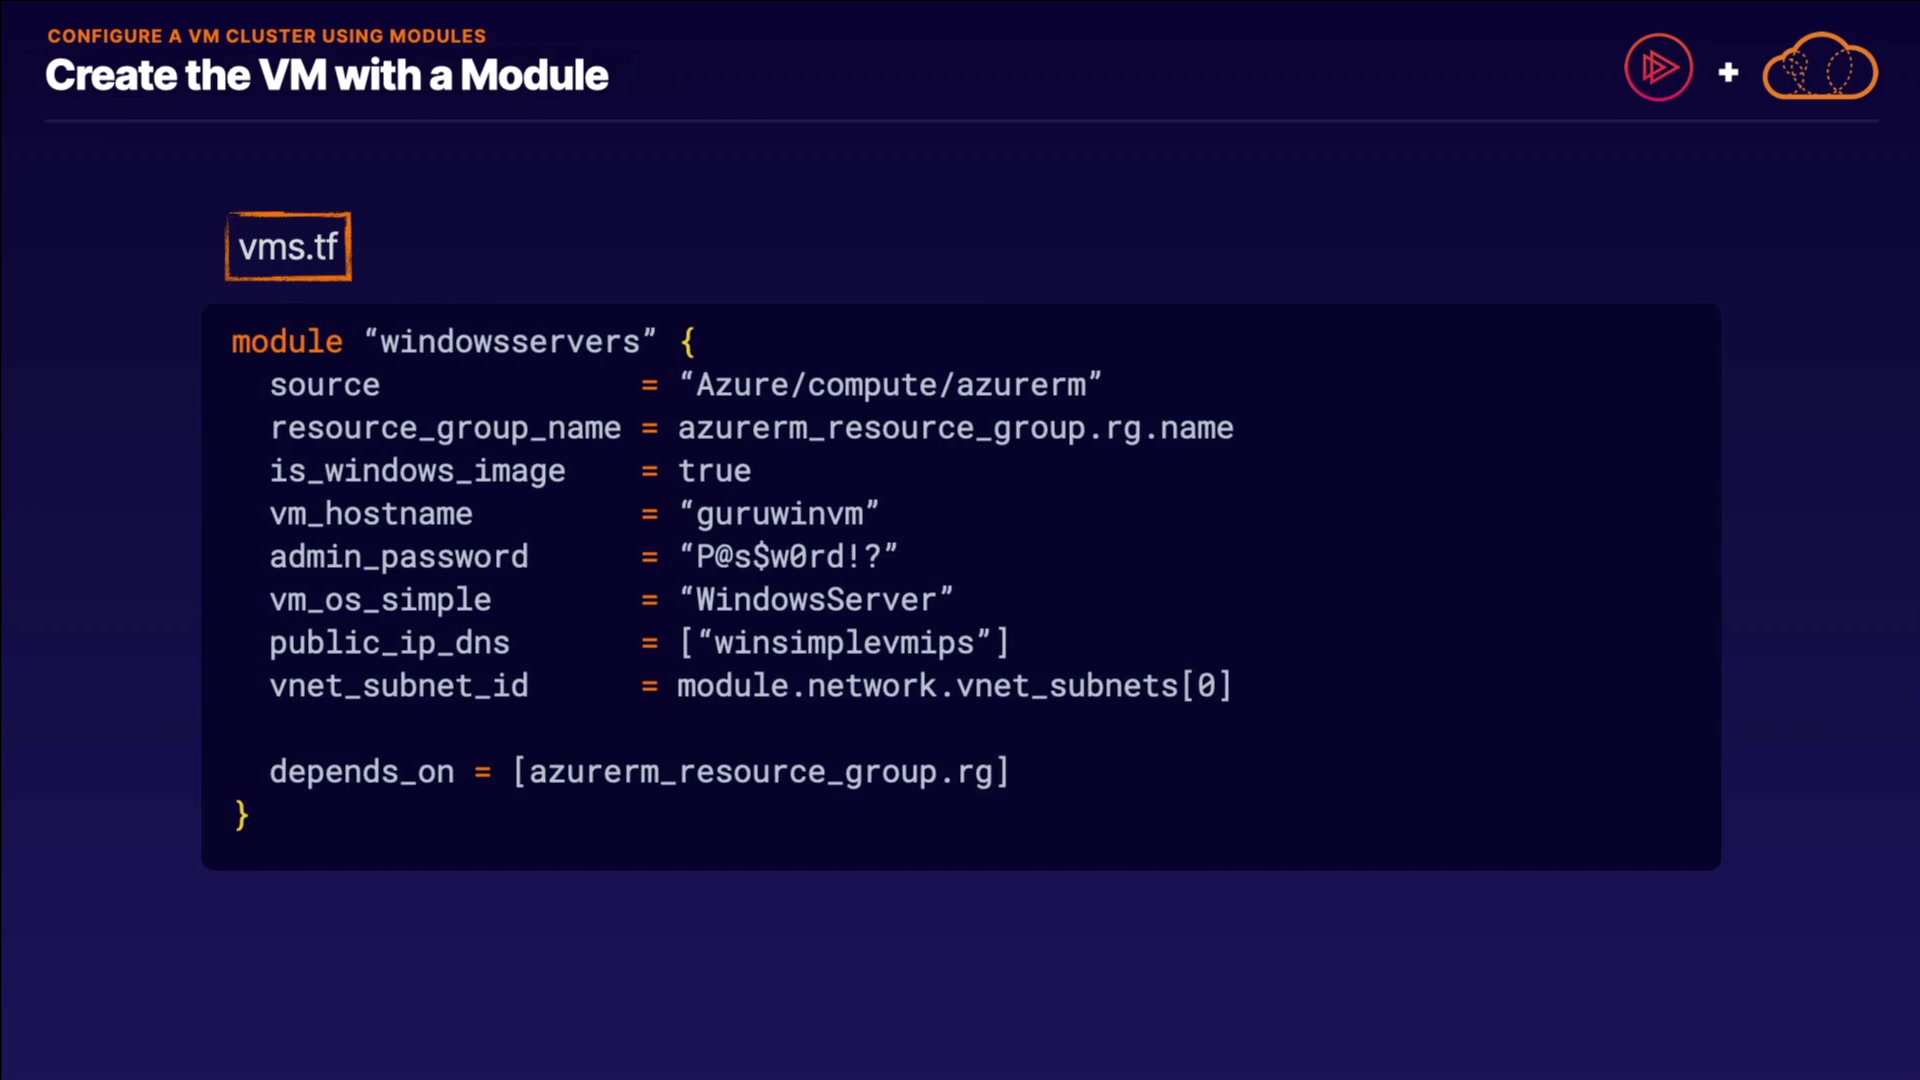 CONFIGURE A VM CLUSTER USING MODULES
Create the VM with a Module
+
vms.tf
module “windowsservers” {
  source              = “Azure/compute/azurerm”
  resource_group_name = azurerm_resource_group.rg.name
  is_windows_image    = true
  vm_hostname         = “guruwinvm”
  admin_password      = “P@s$w0rd!?”
  vm_os_simple        = “WindowsServer”
  public_ip_dns       = [“winsimplevmips”]
  vnet_subnet_id      = module.network.vnet_subnets[0]
  depends_on = [azurerm_resource_group.rg]
}